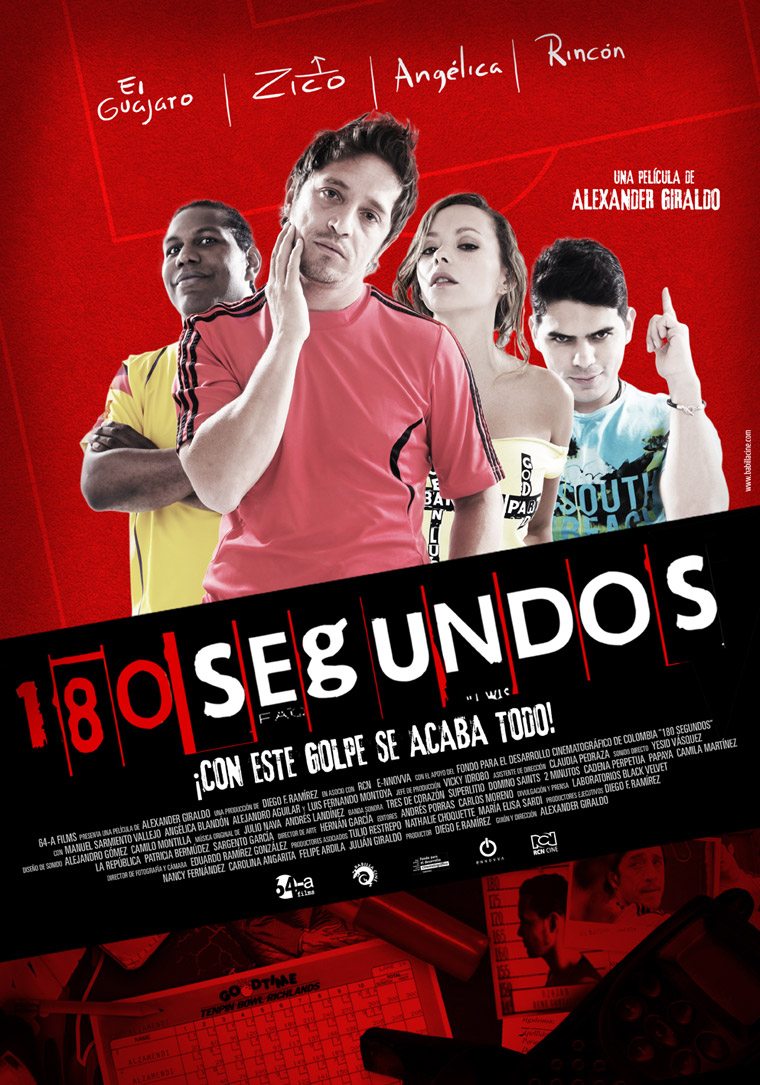 El
Guajaro
Zico
Angélica
Rincón
UNA PELÍCULA DE
ALEXANDER GIRALDO
www.babillacine.com
SOUTH
BEACH
180 SEGUNDOS
¡CON ESTE GOLPE SE ACABA TODO!
64-A FILMS PRESENTA UNA PELÍCULA DE ALEXANDER GIRALDO UNA PRODUCCIÓN DE DIEGO F. RAMÍREZ EN ASOCIO CON RCN E-NNOVVA CON EL APOYO DEL FONDO PARA EL DESARROLLO CINEMATOGRÁFICO DE COLOMBIA "180 SEGUNDOS"
CON MANUEL SARMIENTO VALLEJO ANGÉLICA BLANDÓN ALEJANDRO AGUILAR Y LUIS FERNANDO MONTOYA JEFE DE PRODUCCIÓN VICKY IDROBO ASISTENTE DE DIRECCIÓN CLAUDIA PEDRAZA SONIDO DIRECTO YESID VÁSQUEZ
DISEÑO DE SONIDO ALEJANDRO GÓMEZ CAMILO MONTILLA MÚSICA ORIGINAL JULIO NAVA ANDRÉS LANDÍNEZ BANDA SONORA TRES DE CORAZÓN SUPERLITIO DOMINO SAINTS 2 MINUTOS CADENA PERPETUA PAPAYA CAMILA MARTÍNEZ
LA REPÚBLICA PATRICIA BERMÚDEZ SARGENTO GARCÍA DIRECTOR DE ARTE HERNÁN GARCÍA EDITORES ANDRÉS PORRAS CARLOS MORENO DIVULGACIÓN Y PRENSA LABORATORIOS BLACK VELVET
DIRECTOR DE FOTOGRAFÍA Y CÁMARA EDUARDO RAMÍREZ GONZÁLEZ PRODUCTORES ASOCIADOS TULIO RESTREPO NATHALIE CHOQUETTE MARÍA ELISA SARDI PRODUCTORES EJECUTIVOS DIEGO F. RAMÍREZ
NANCY FERNÁNDEZ CAROLINA ANGARITA FELIPE ARDILA JULIÁN GIRALDO PRODUCTOR DIEGO F. RAMÍREZ GUIÓN Y DIRECCIÓN ALEXANDER GIRALDO
64-a
films
ENNOVVA
RCN CINE
GOODTIME
TENPIN BOWL RICHLANDS